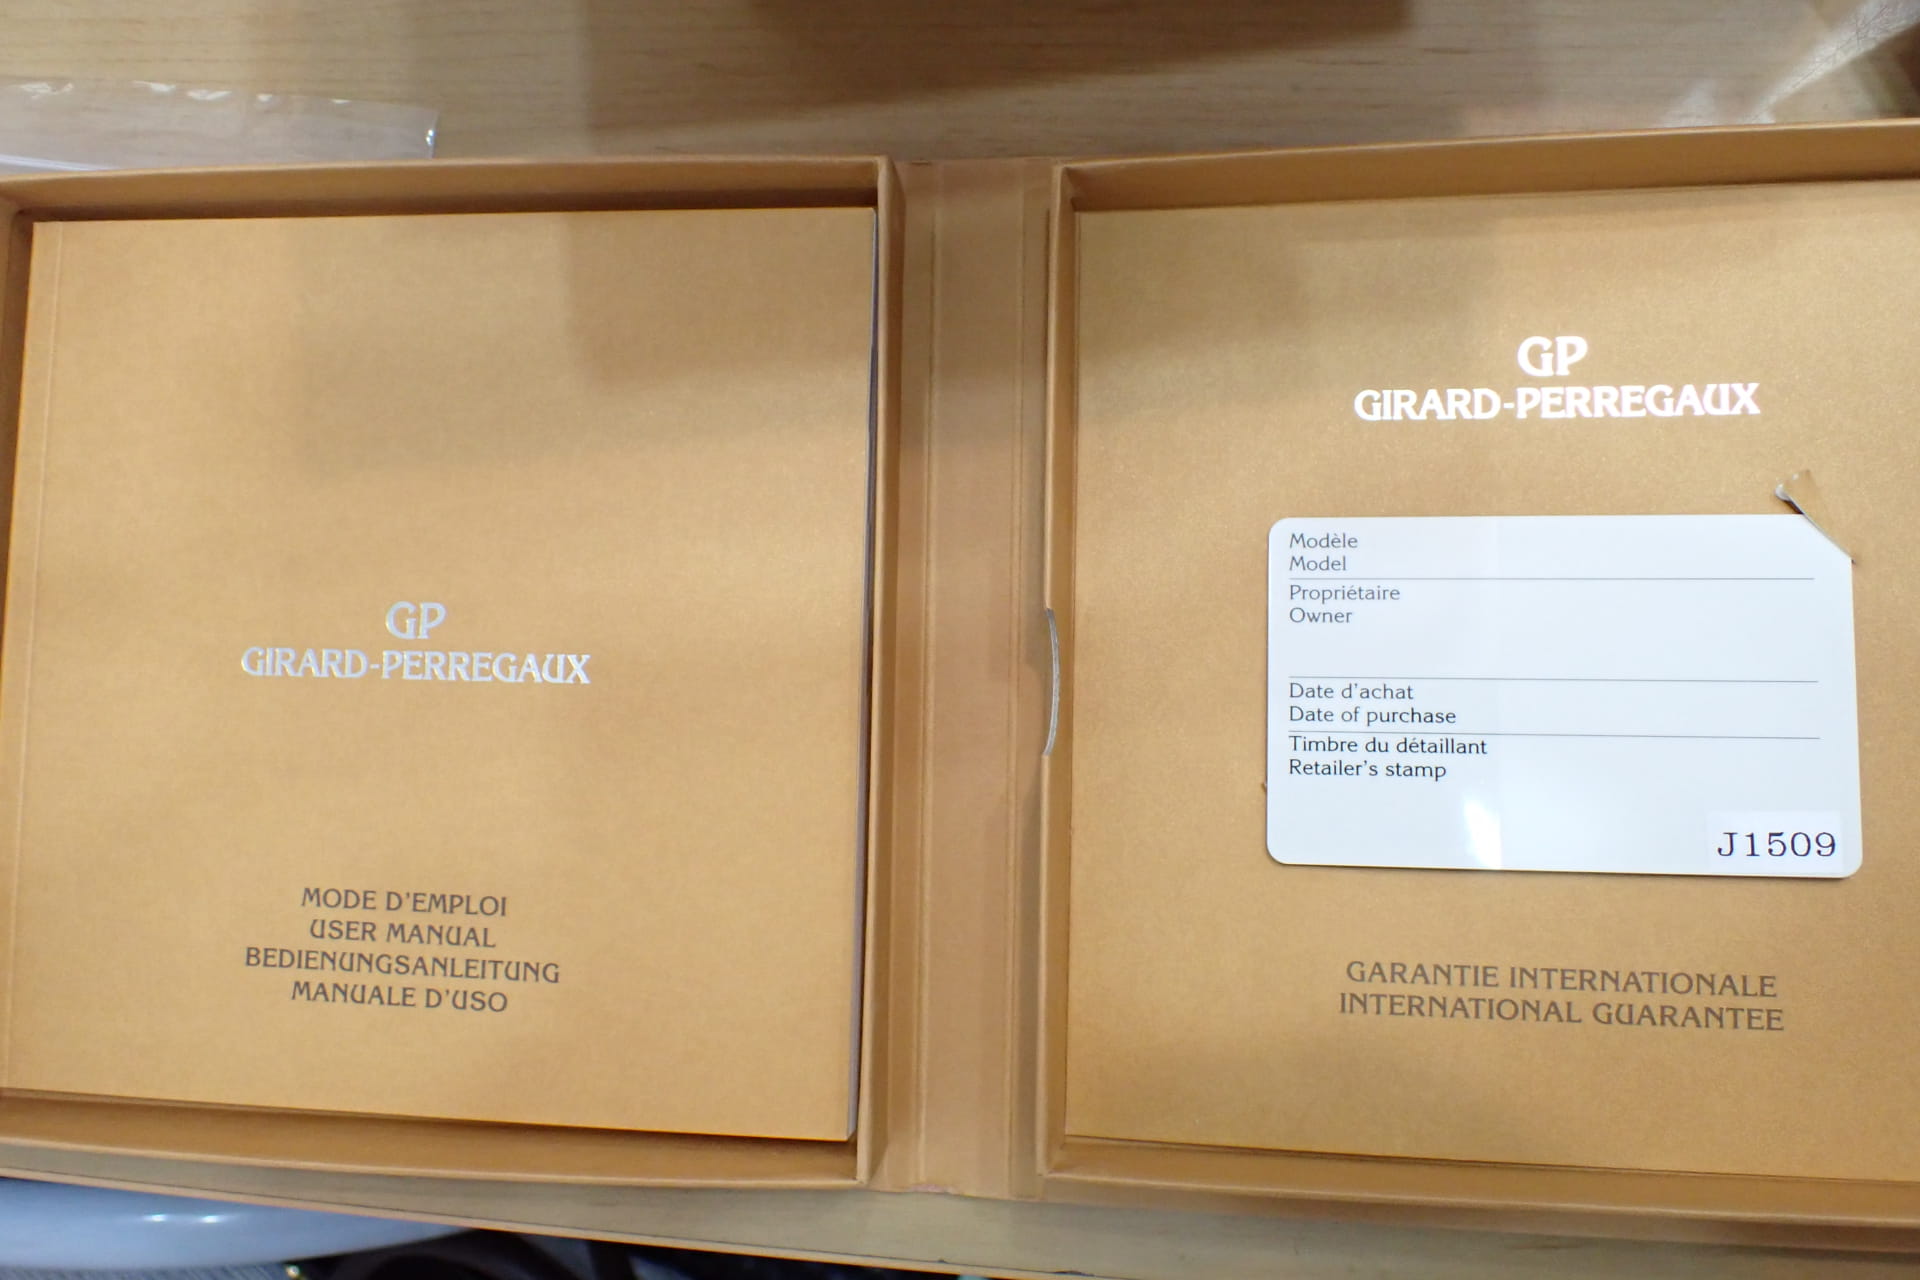 GP
GIRARD-PERREGAUX
MODE D'EMPLOI
USER MANUAL
BEDIENUNGSANLEITUNG
MANUALE D'USO
GP
GIRARD-PERREGAUX
Modèle
Model
Propriétaire
Owner
Date d'achat
Date of purchase
Timbre du détaillant
Retailer's stamp
J1509
GARANTIE INTERNATIONALE
INTERNATIONAL GUARANTEE